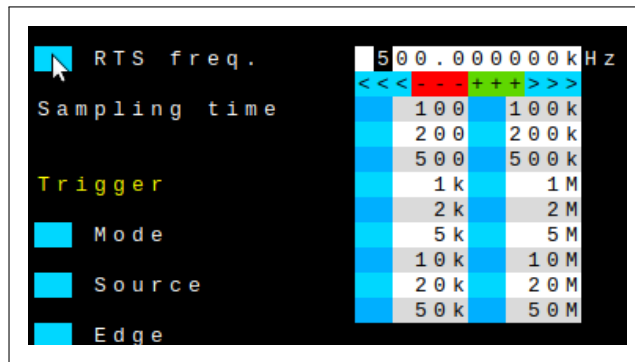 RTS freq. 500.000000kHz
<<<---+++>>>
Sampling time 100 100k
200 200k
500 500k
Trigger 1k 1M
2k 2M
Mode 5k 5M
10k 10M
Source 20k 20M
50k 50M
Edge